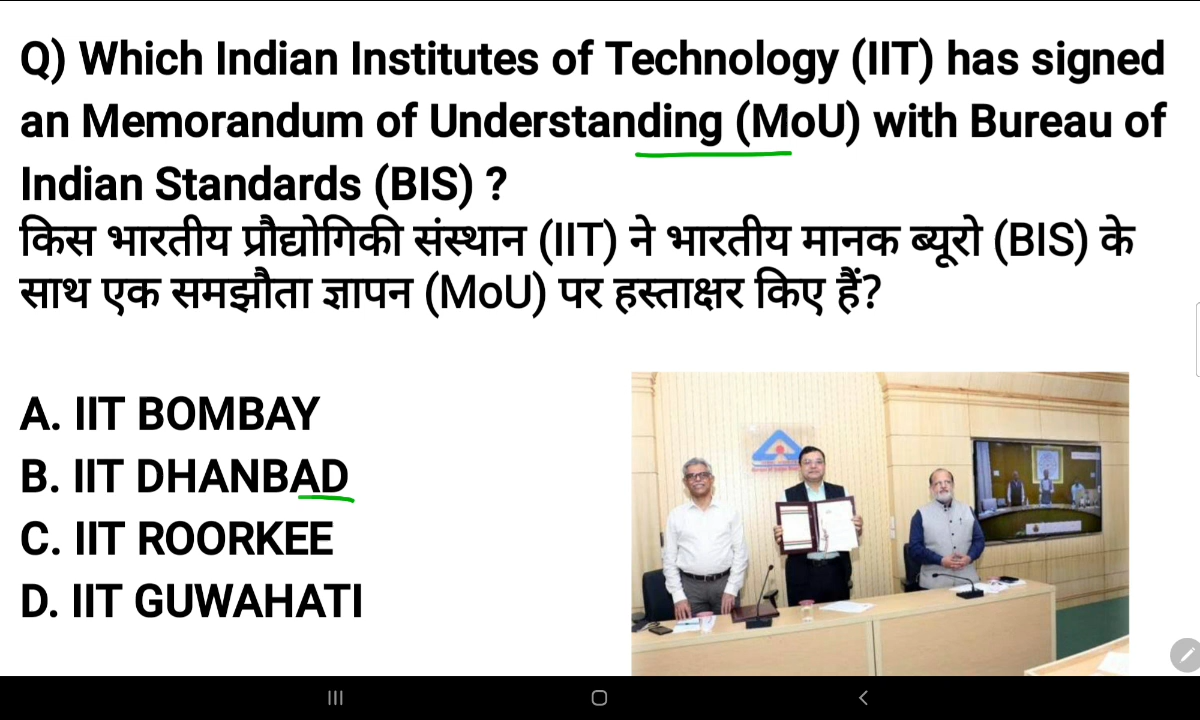 Q) Which Indian Institutes of Technology (IIT) has signed
an Memorandum of Understanding (MoU) with Bureau of
Indian Standards (BIS) ?
किस भारतीय प्रौद्योगिकी संस्थान (IIT) ने भारतीय मानक ब्यूरो (BIS) के
साथ एक समझौता ज्ञापन (MoU) पर हस्ताक्षर किए हैं?
A. IIT BOMBAY
B. IIT DHANBAD
C. IIT ROORKEE
D. IIT GUWAHATI